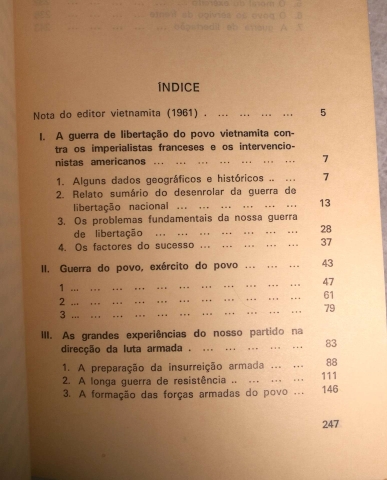 ÍNDICE
Nota do editor vietnamita (1961) . ... ... ... ... 5
I. A guerra de libertação do povo vietnamita con-
tra os imperialistas franceses e os intervencio-
nistas americanos ... ... ... ... ... ... ... 7
1. Alguns dados geográficos e históricos .. ... 7
2. Relato sumário do desenrolar da guerra de
libertação nacional ... ... ... ... ... ... 13
3. Os problemas fundamentais da nossa guerra
de libertação ... ... ... ... ... ... ... 28
4. Os factores do sucesso ... ... ... ... ... 37
II. Guerra do povo, exército do povo ... ... ... 43
1 ... ... ... ... ... ... ... ... ... ... 47
2 ... ... ... ... ... ... ... ... ... ... 61
3 ... ... ... ... ... ... ... ... ... ... 79
III. As grandes experiências do nosso partido na
direcção da luta armada . ... ... ... ... ... 83
1. A preparação da insurreição armada ... ... 88
2. A longa guerra de resistência .. ... ... ... 111
3. A formação das forças armadas do povo ... 146
247